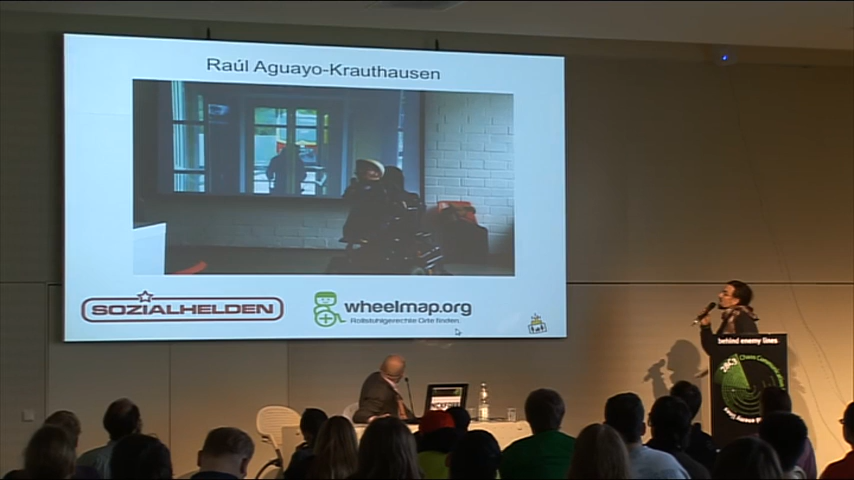 Raúl Aguayo-Krauthausen
SOZIALHELDEN
wheelmap.org
Rollstuhlgerechte Orte finden.
behind enemy lines